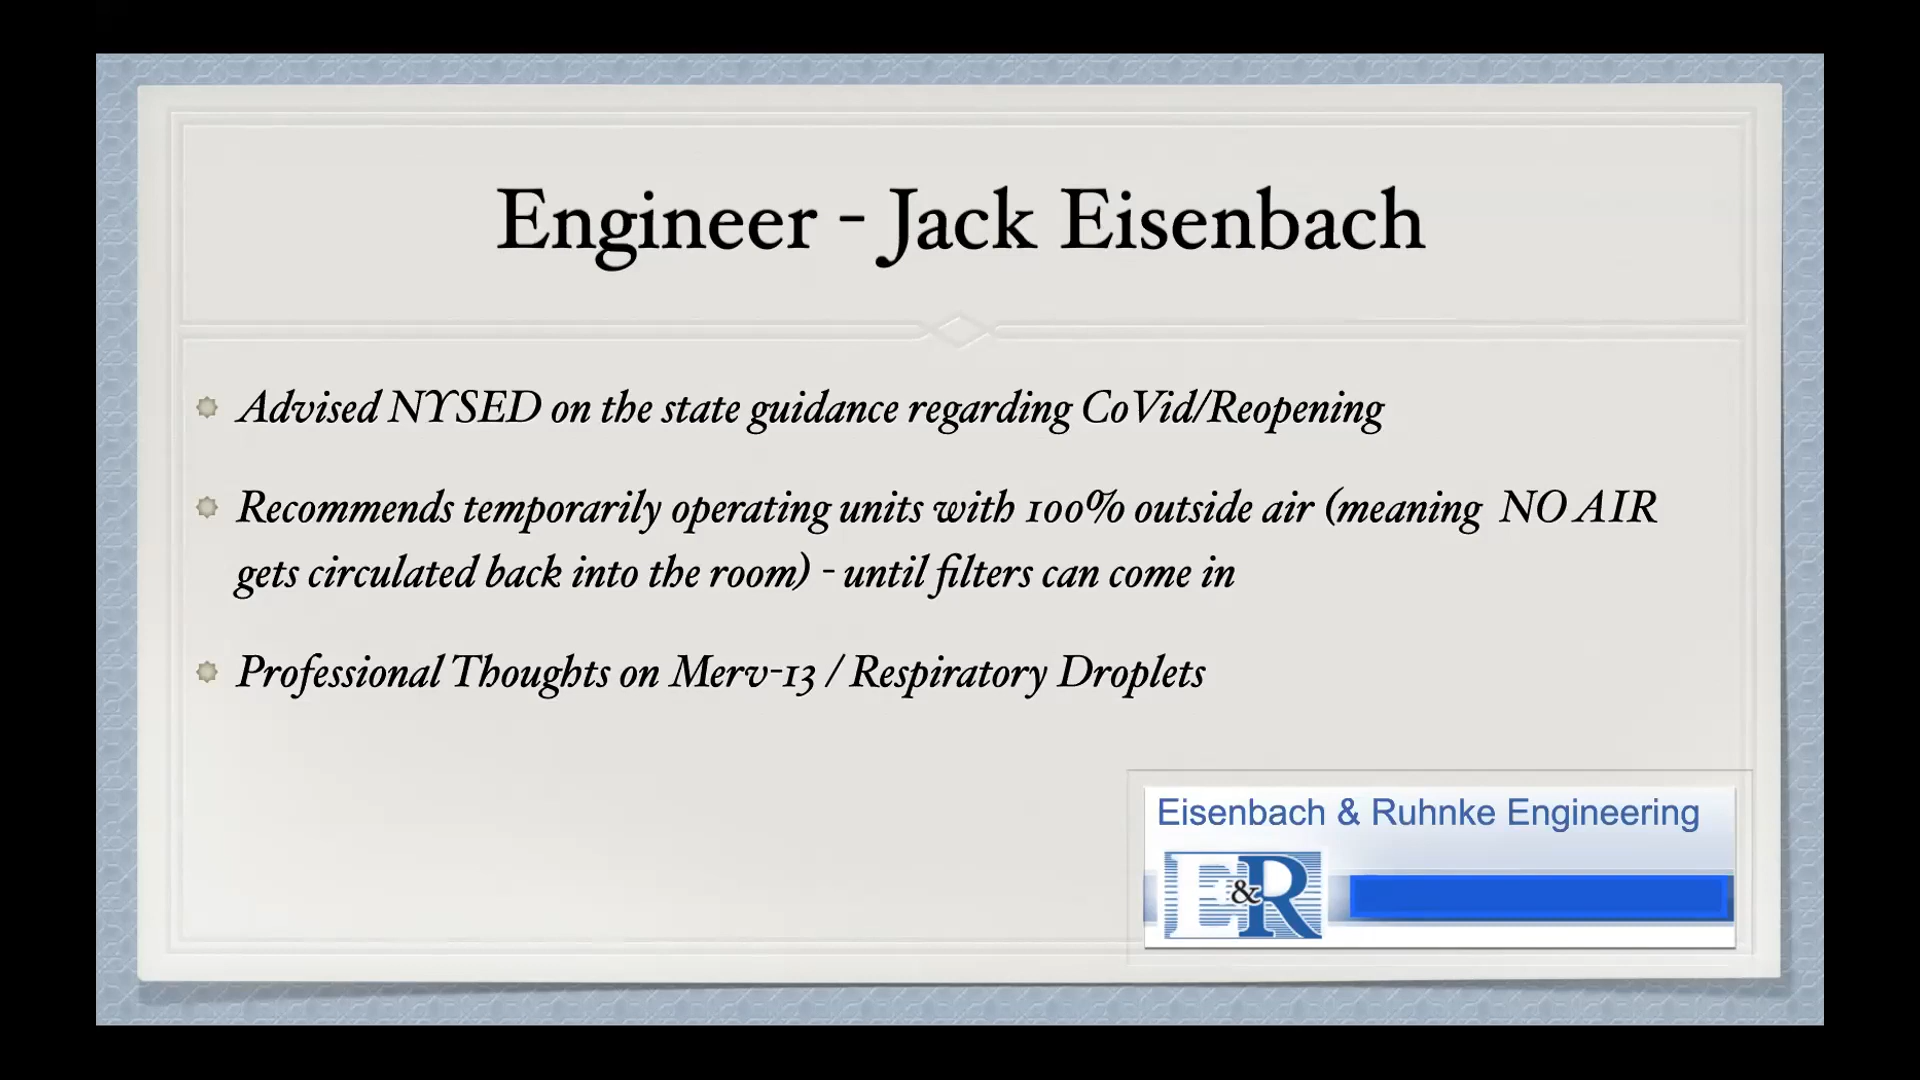 Engineer - Jack Eisenbach
Advised NYSED on the state guidance regarding CoVid/Reopening
Recommends temporarily operating units with 100% outside air (meaning NO AIR
gets circulated back into the room) - until filters can come in
Professional Thoughts on Merv-13 / Respiratory Droplets
Eisenbach & Ruhnke Engineering
E&R